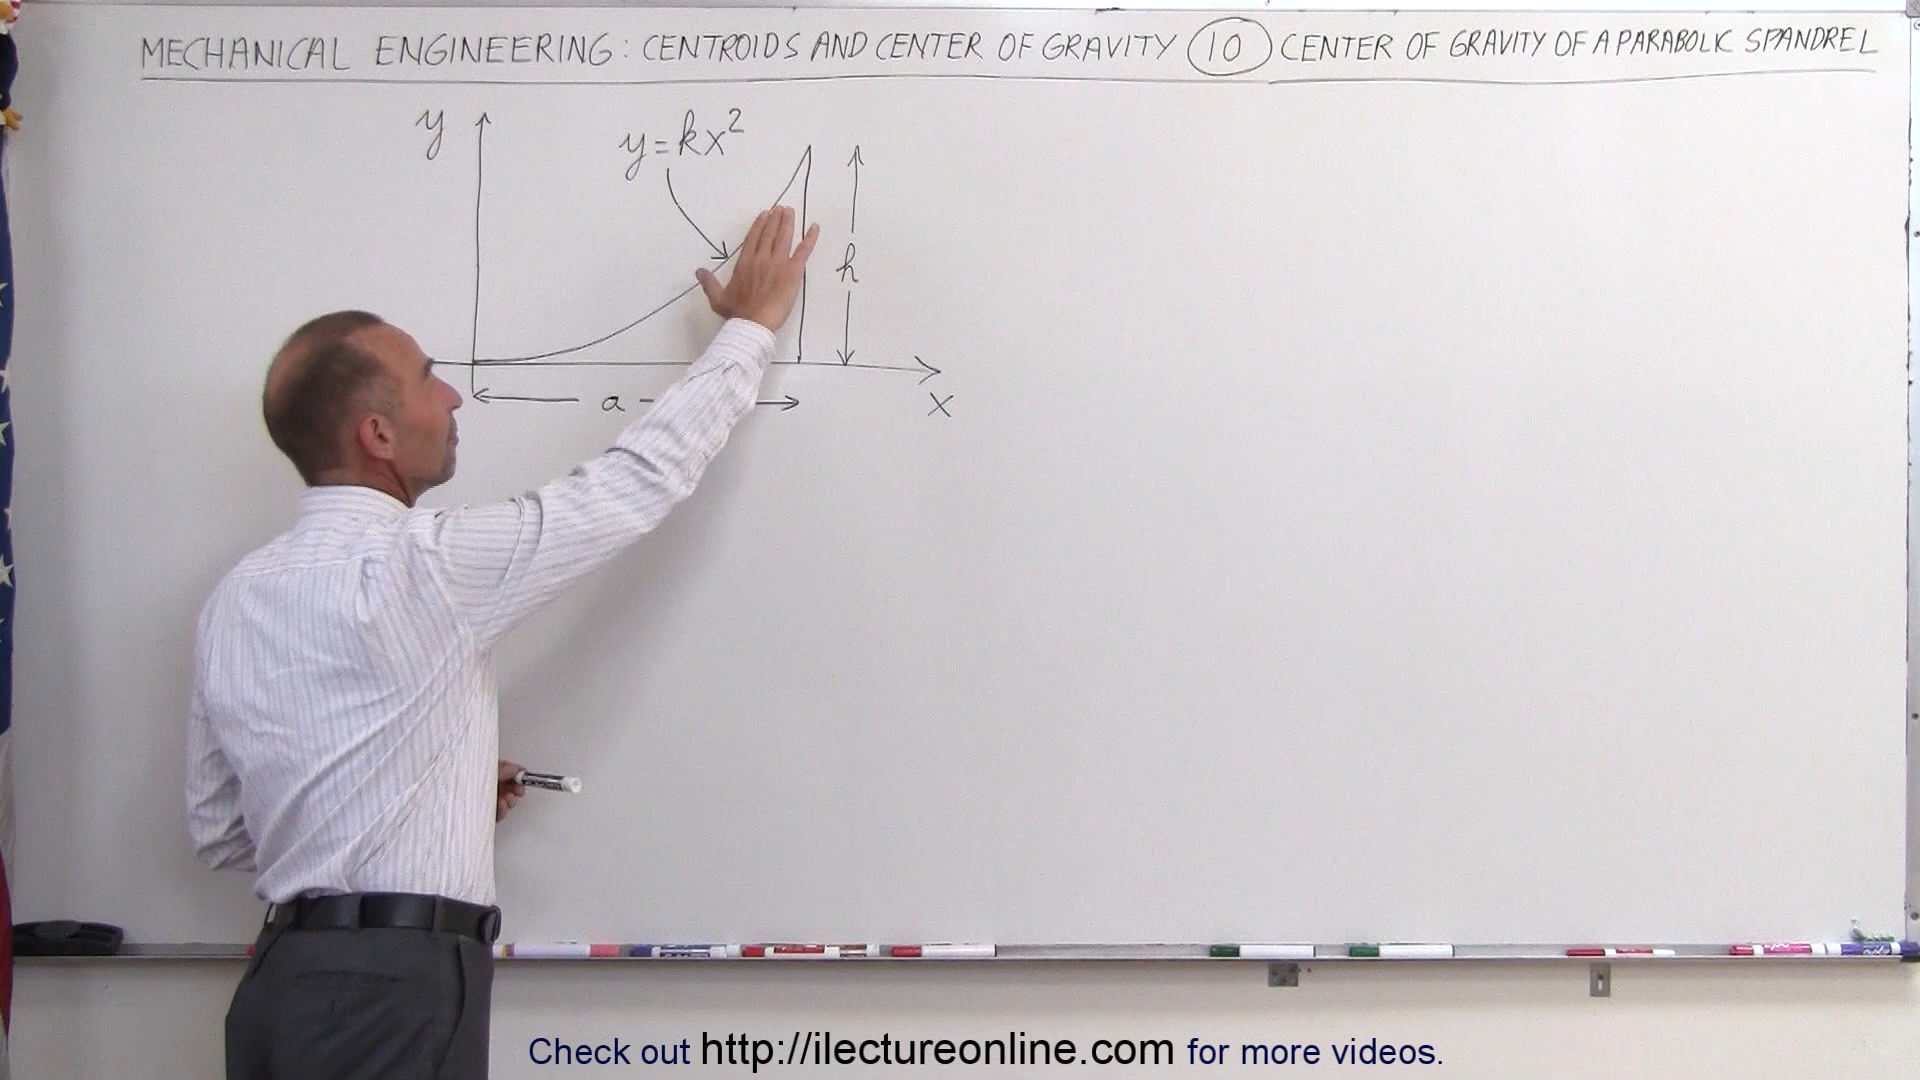 MECHANICAL ENGINEERING: CENTROIDS AND CENTER OF GRAVITY 10 CENTER OF GRAVITY OF A PARABOLIC SPANDREL
y
y=kx²
h
a
x
Check out http://ilectureonline.com for more videos.